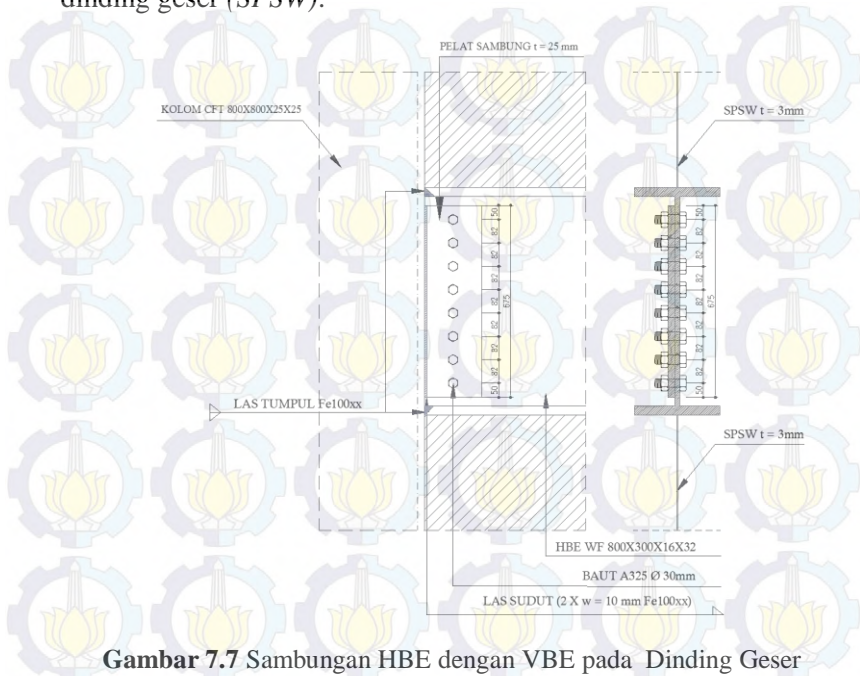 dinding geser (SPSW).
PELAT SAMBUNG t = 25 mm
KOLOM CFT 800X800X25X25
SPSW t = 3mm
50
82
82
82
82
82
82
82
50
675
50
82
82
82
82
82
82
82
50
675
LAS TUMPUL Fe100xx
SPSW t = 3mm
HBE WF 800X300X16X32
BAUT A325 Ø 30mm
LAS SUDUT (2 X w = 10 mm Fe100xx)
Gambar 7.7 Sambungan HBE dengan VBE pada Dinding Geser